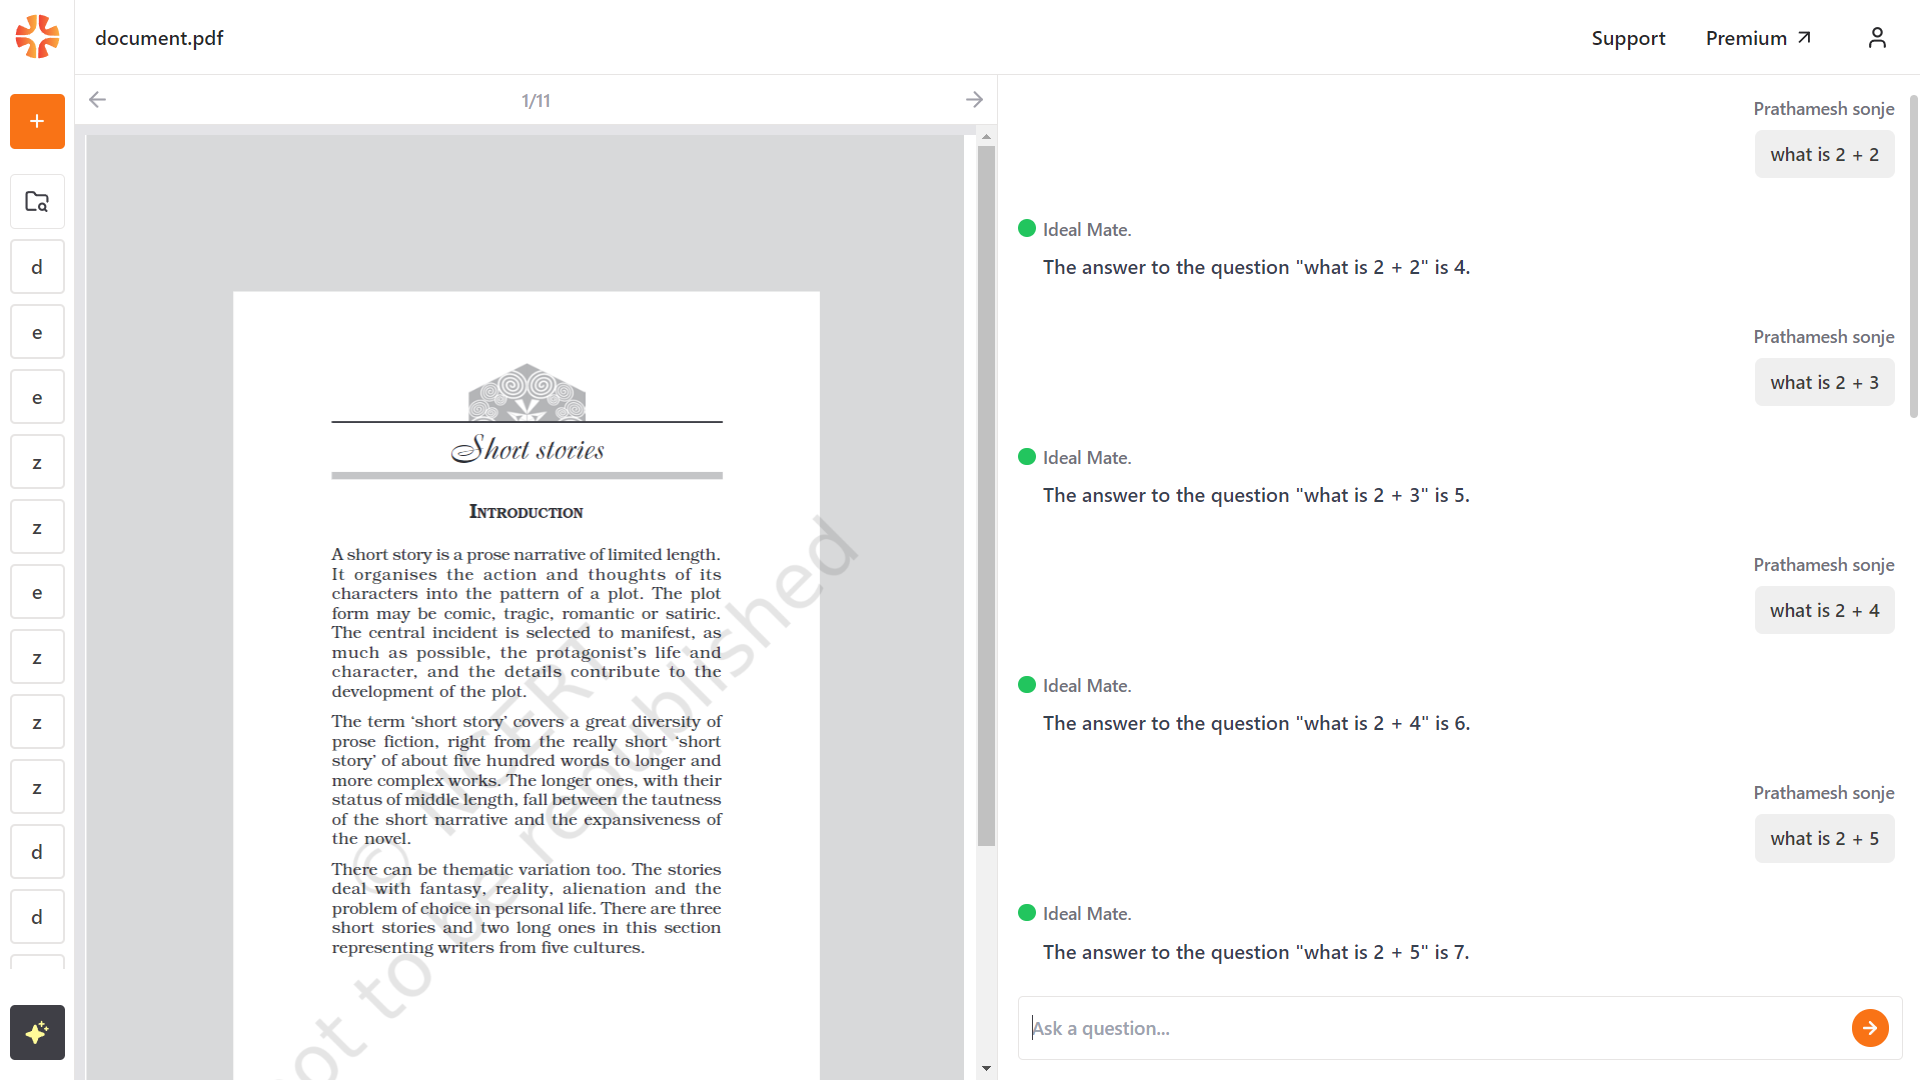 document.pdf
Support
Premium
+
d
e
e
z
z
e
z
z
z
d
d
1/11
Short stories
INTRODUCTION
A short story is a prose narrative of limited length.
It organises the action and thoughts of its
characters into the pattern of a plot. The plot
form may be comic, tragic, romantic or satiric.
The central incident is selected to manifest, as
much as possible, the protagonist's life and
character, and the details contribute to the
development of the plot.
The term ‘short story’ covers a great diversity of
prose fiction, right from the really short ‘short
story’ of about five hundred words to longer and
more complex works. The longer ones, with their
status of middle length, fall between the tautness
of the short narrative and the expansiveness of
the novel.
There can be thematic variation too. The stories
deal with fantasy, reality, alienation and the
problem of choice in personal life. There are three
short stories and two long ones in this section
representing writers from five cultures.
© NCERT
not to be republished
Prathamesh sonje
what is 2 + 2
Ideal Mate.
The answer to the question "what is 2 + 2" is 4.
Prathamesh sonje
what is 2 + 3
Ideal Mate.
The answer to the question "what is 2 + 3" is 5.
Prathamesh sonje
what is 2 + 4
Ideal Mate.
The answer to the question "what is 2 + 4" is 6.
Prathamesh sonje
what is 2 + 5
Ideal Mate.
The answer to the question "what is 2 + 5" is 7.
Ask a question...